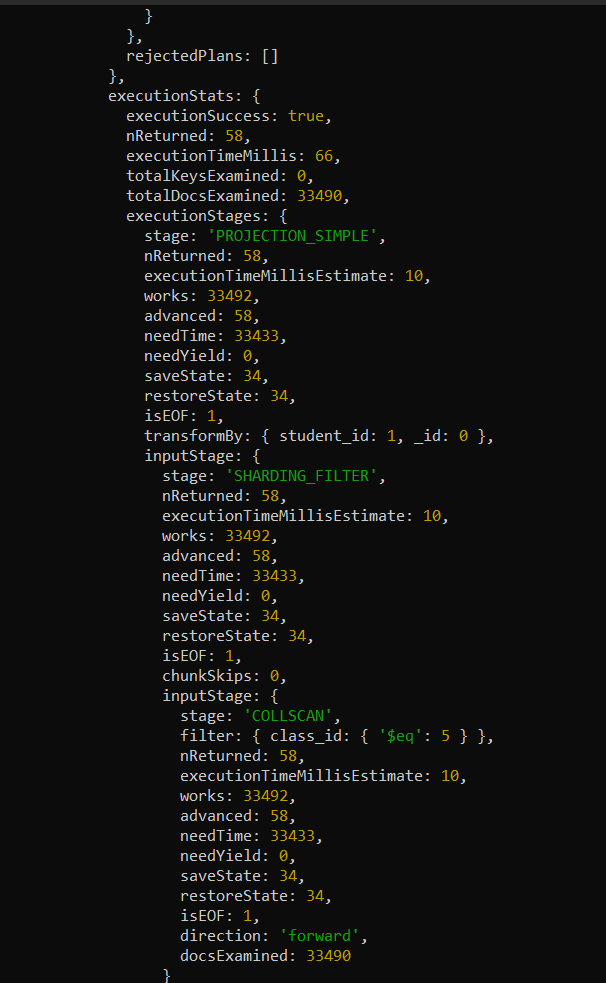 }
},
rejectedPlans: []
},
executionStats: {
executionSuccess: true,
nReturned: 58,
executionTimeMillis: 66,
totalKeysExamined: 0,
totalDocsExamined: 33490,
executionStages: {
stage: 'PROJECTION_SIMPLE',
nReturned: 58,
executionTimeMillisEstimate: 10,
works: 33492,
advanced: 58,
needTime: 33433,
needYield: 0,
saveState: 34,
restoreState: 34,
isEOF: 1,
transformBy: { student_id: 1, _id: 0 },
inputStage: {
stage: 'SHARDING_FILTER',
nReturned: 58,
executionTimeMillisEstimate: 10,
works: 33492,
advanced: 58,
needTime: 33433,
needYield: 0,
saveState: 34,
restoreState: 34,
isEOF: 1,
chunkSkips: 0,
inputStage: {
stage: 'COLLSCAN',
filter: { class_id: { '$eq': 5 } },
nReturned: 58,
executionTimeMillisEstimate: 10,
works: 33492,
advanced: 58,
needTime: 33433,
needYield: 0,
saveState: 34,
restoreState: 34,
isEOF: 1,
direction: 'forward',
docsExamined: 33490
}